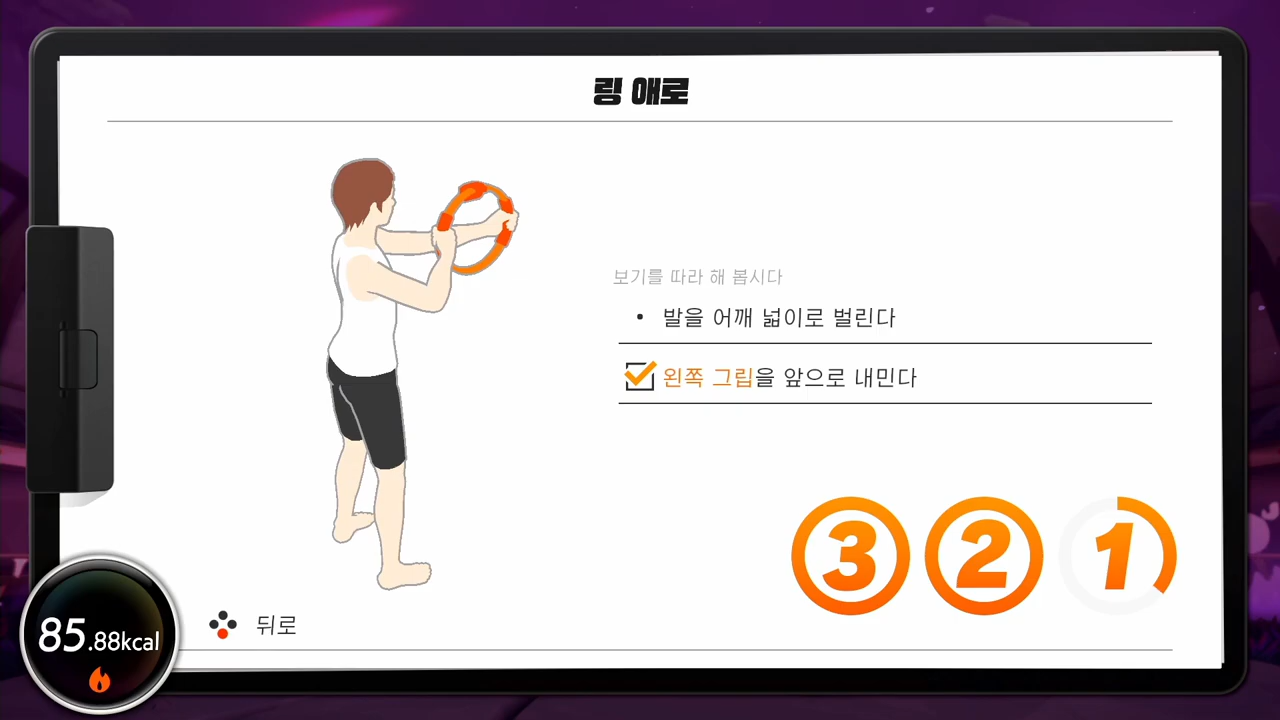 링 애로
보기를 따라 해 봅시다
• 발을 어깨 넓이로 벌린다
왼쪽 그립을 앞으로 내민다
3 2 1
85.88kcal
뒤로